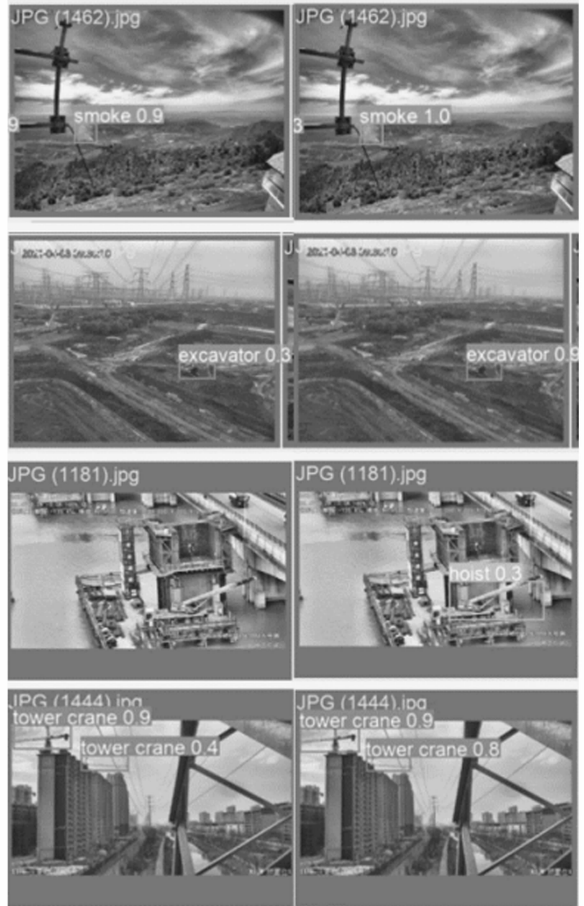 JPG (1462).jpg
JPG (1462).jpg
smoke 0.9
smoke 1.0
9
3
excavator 0.3
excavator 0.9
JPG (1181).jpg
JPG (1181).jpg
hoist 0.3
JPG (1444).jpg
JPG (1444).jpg
tower crane 0.9
tower crane 0.9
tower crane 0.4
tower crane 0.8